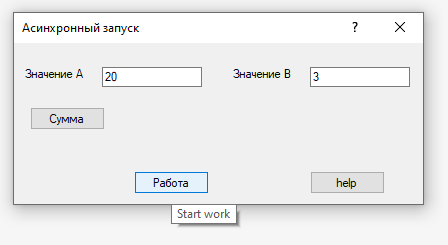 Асинхронный запуск ?
Значение А 20 Значение В 3
Сумма
Работа help
Start work